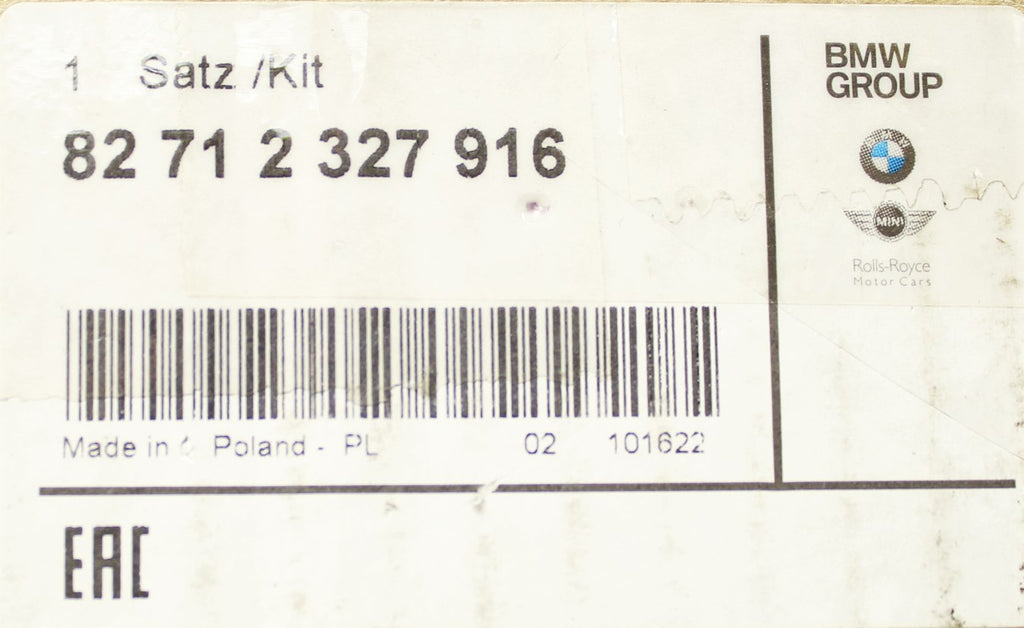 1 Satz /Kit
82 71 2 327 916
Made in Poland - PL 02 101622
EAC
BMW
GROUP
MINI
Rolls-Royce
Motor Cars